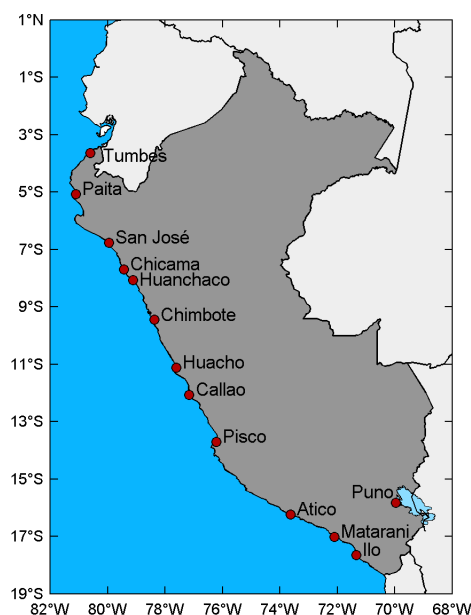 1°N
1°S
3°S
Tumbes
5°S
Paita
San José
7°S
Chicama
Huanchaco
9°S
Chimbote
11°S
Huacho
Callao
13°S
Pisco
15°S
Puno
Atico
17°S
Matarani
Ilo
19°S
82°W 80°W 78°W 76°W 74°W 72°W 70°W 68°W